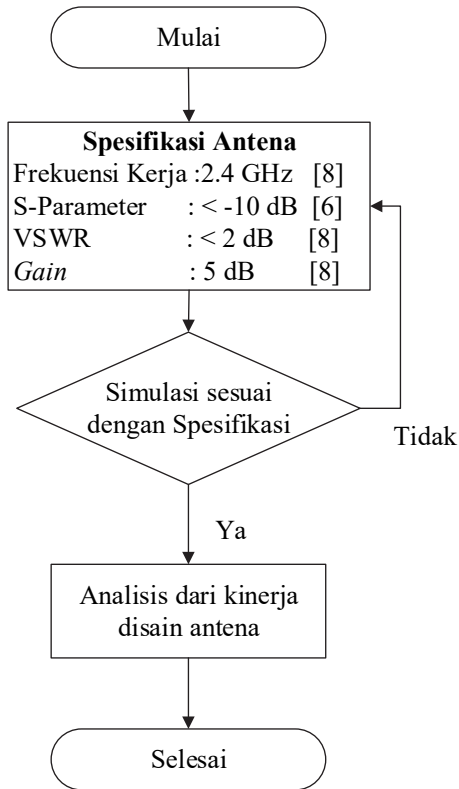 Mulai
Spesifikasi Antena
Frekuensi Kerja :2.4 GHz [8]
S-Parameter : < -10 dB [6]
VSWR : < 2 dB [8]
Gain : 5 dB [8]
Simulasi sesuai
dengan Spesifikasi
Tidak
Ya
Analisis dari kinerja
disain antena
Selesai